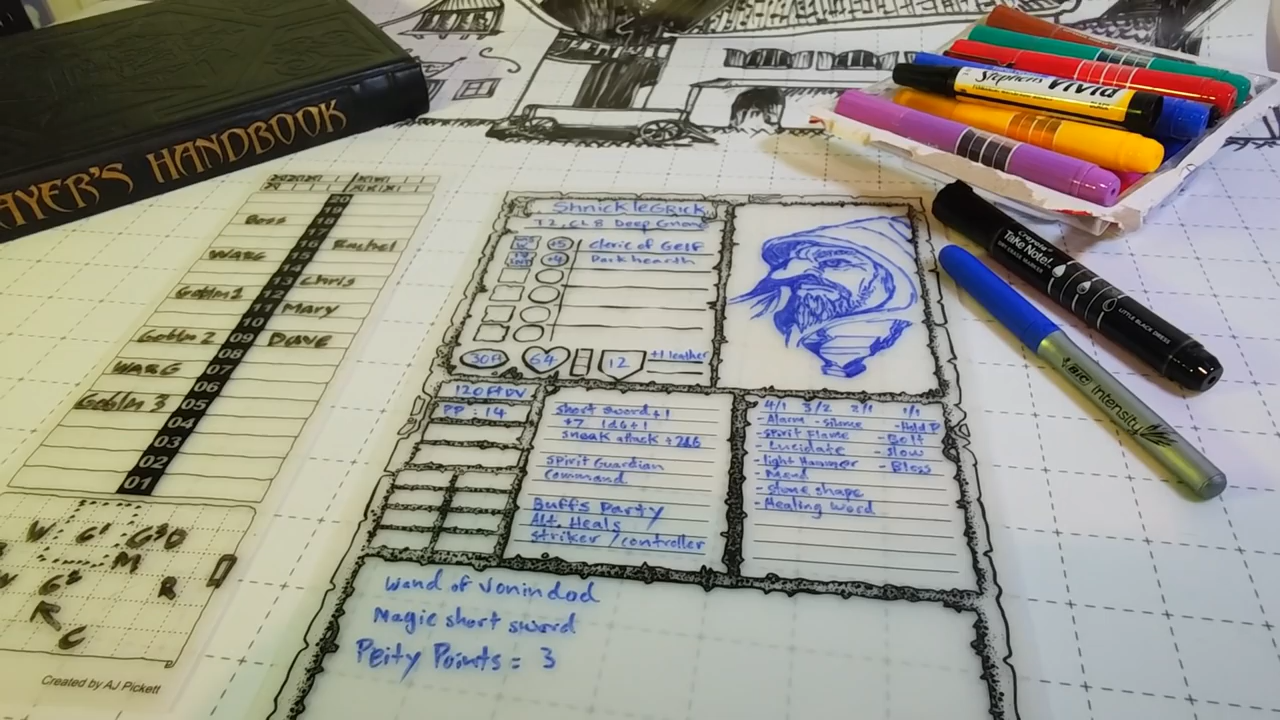 AYER'S HANDBOOK
Stephens Vivid
Crayola
Take Note!
DRY ERASE MARKER
LITTLE BLACK DRESS
BIC Intensity
20
19
Boss 18
17
16 Rachel
WARG 15
14
13 Chris
Goblin 1 12
11 Mary
10
Goblin 2 09 Dave
08
WARG 07
06
Goblin 3 05
04
03
02
01
W G1 G3 D
M
G2 R
C
Created by AJ Pickett
ShnickleGrick
T2, CL8 Deep Gnome
+5 cleric of Gelf
+4 Darkhearth
30ft 64 12 +1 leather
120ft DV
PP: 14
short sword +1
+7 1d6+1
sneak attack +2d6
spirit Guardian
command
Buffs Party
Alt. Heals
striker/controller
4/1 3/2 2/1 1/1
- Alarm - Silence - Hold P
- spirit Flame - Bolt
- Lucidate - slow
- light Hammer - Bless
- Mend
- stone shape
- Healing word
Wand of Vonindod
Magic short sword
Peity Points = 3